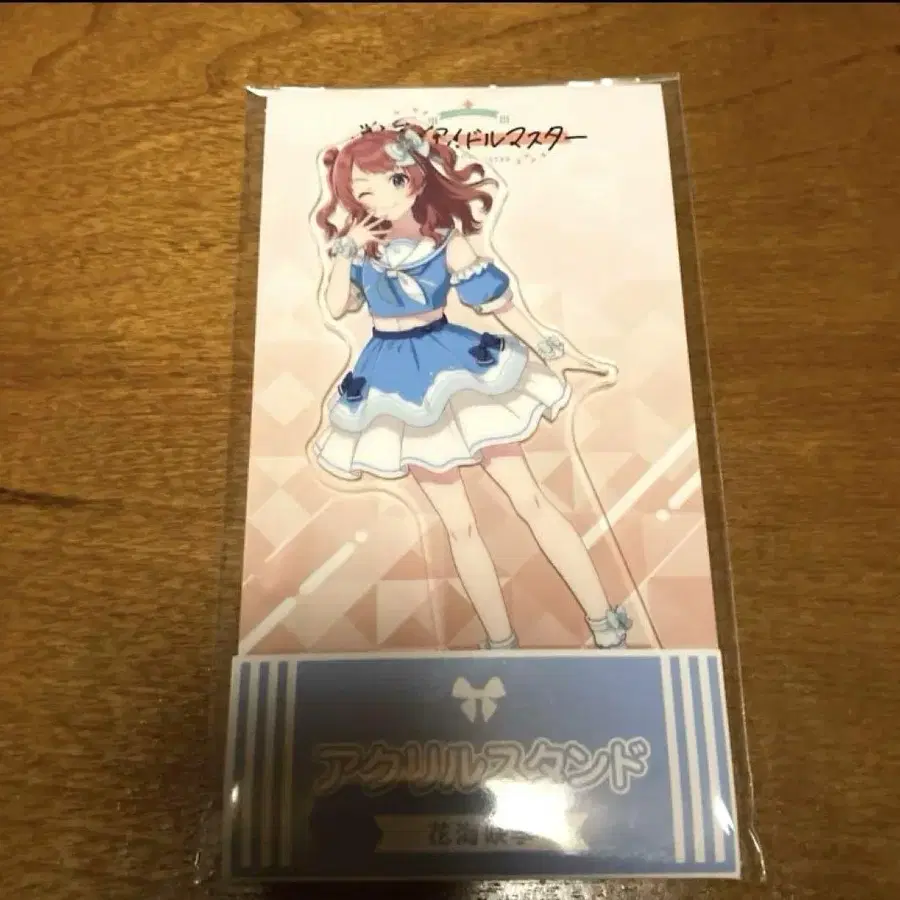 アイドルマスター
アクリルスタンド
花海咲季